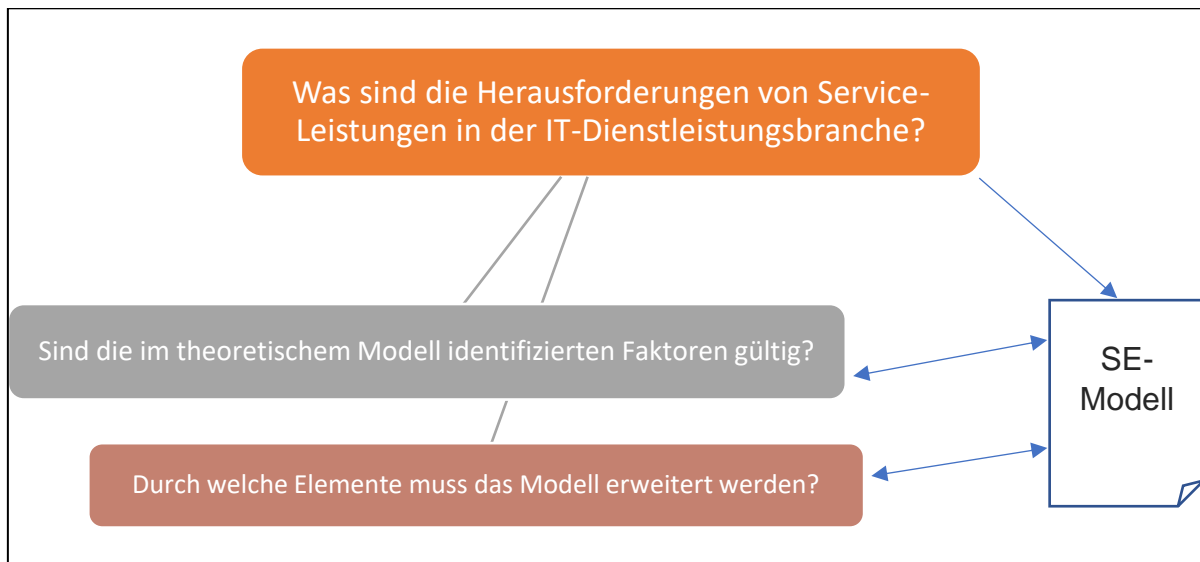 Was sind die Herausforderungen von Service-
Leistungen in der IT-Dienstleistungsbranche?
Sind die im theoretischem Modell identifizierten Faktoren gültig?
SE-
Modell
Durch welche Elemente muss das Modell erweitert werden?